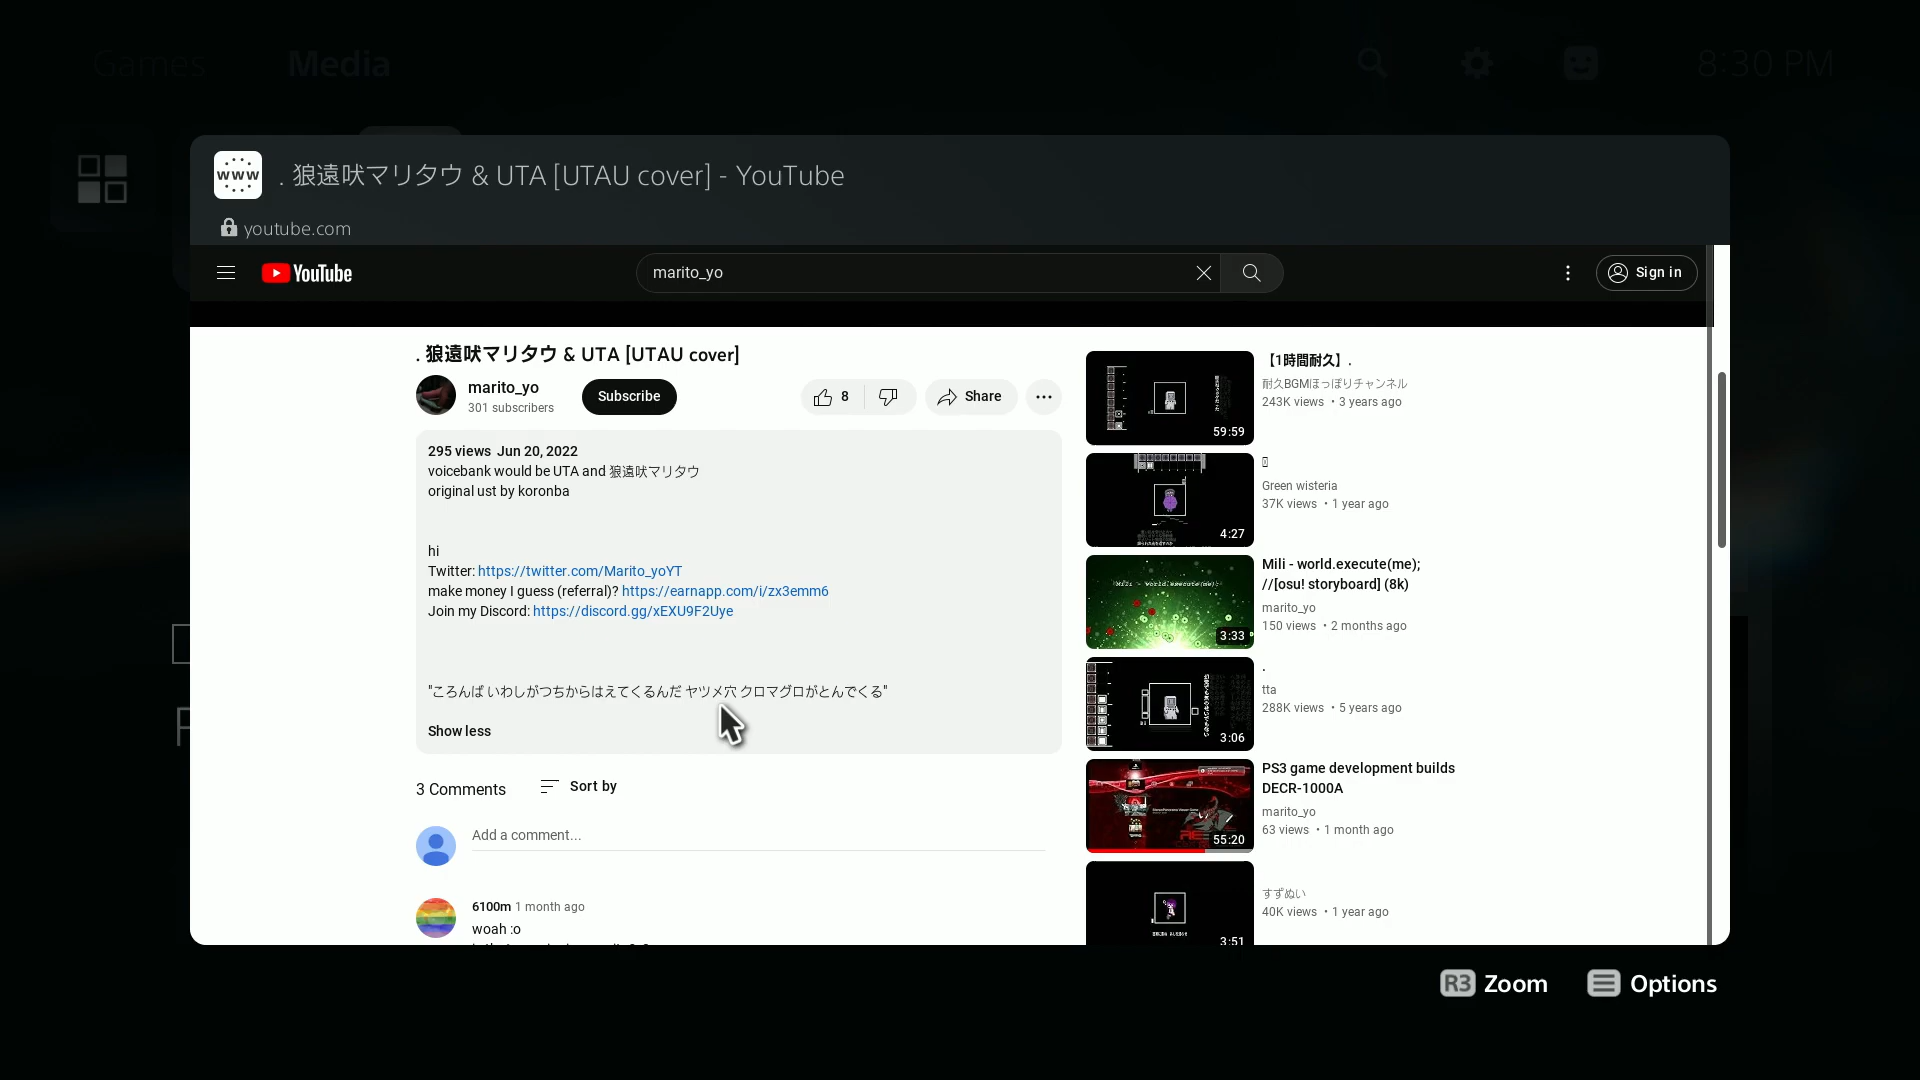 Games
Media
8:30 PM
. 狼遠吠マリタウ & UTA [UTAU cover] - YouTube
youtube.com
YouTube
marito_yo
Sign in
. 狼遠吠マリタウ & UTA [UTAU cover]
marito_yo
301 subscribers
Subscribe
8
Share
295 views Jun 20, 2022
voicebank would be UTA and 狼遠吠マリタウ
original ust by koronba
hi
Twitter: https://twitter.com/Marito_yoYT
make money I guess (referral)? https://earnapp.com/i/zx3emm6
Join my Discord: https://discord.gg/xEXU9F2Uye
"ころんば いわしがつちからはえてくるんだ ヤツメ穴 クロマグロがとんでくる"
Show less
3 Comments
Sort by
Add a comment...
6100m 1 month ago
woah :o
【1時間耐久】.
耐久BGMほっぽりチャンネル
243K views • 3 years ago
59:59
Green wisteria
37K views • 1 year ago
4:27
Mili - world.execute(me);
//[osu! storyboard] (8k)
marito_yo
150 views • 2 months ago
Mili - world.execute(me);
3:33
.
tta
288K views • 5 years ago
3:06
PS3 game development builds
DECR-1000A
marito_yo
63 views • 1 month ago
55:20
すずぬい
40K views • 1 year ago
3:51
R3 Zoom
Options